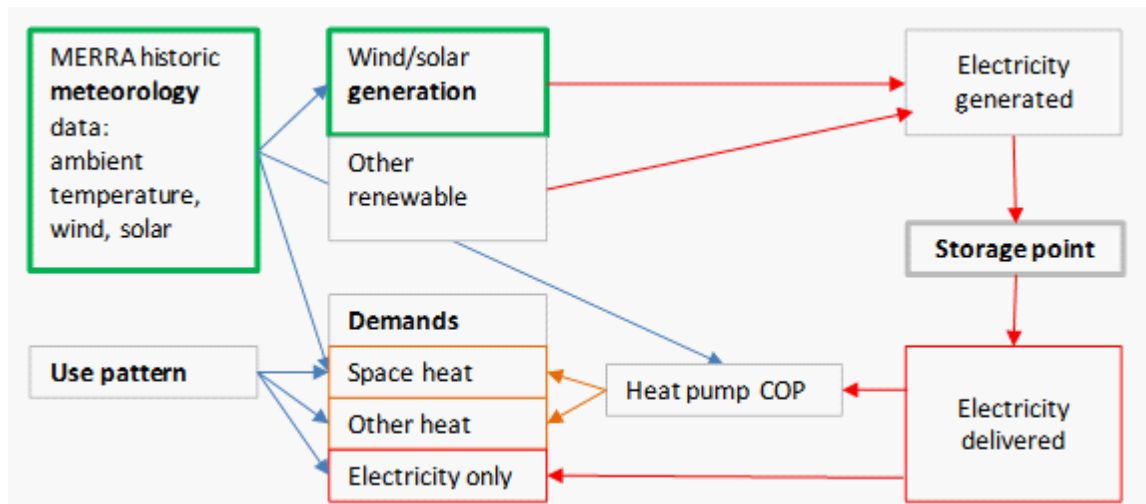 MERRA historic
meteorology
data:
ambient
temperature,
wind, solar
Wind/solar
generation
Other
renewable
Electricity
generated
Storage point
Demands
Use pattern
Space heat
Other heat
Electricity only
Heat pump COP
Electricity
delivered